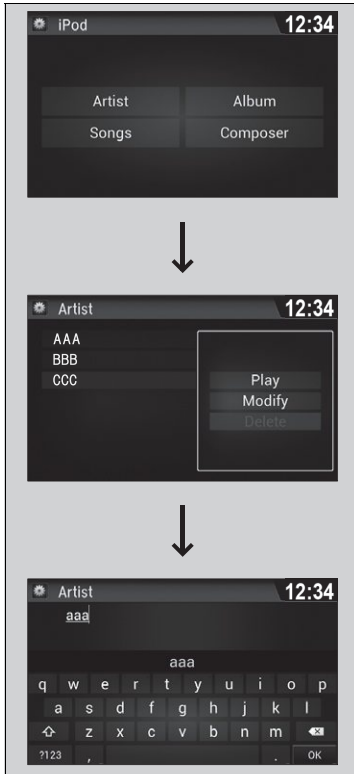 iPod 12:34
Artist Album
Songs Composer
Artist 12:34
AAA
BBB
CCC
Play
Modify
Delete
Artist 12:34
aaa
aaa
q w e r t y u i o p
a s d f g h j k l
z x c v b n m
?123 , . OK